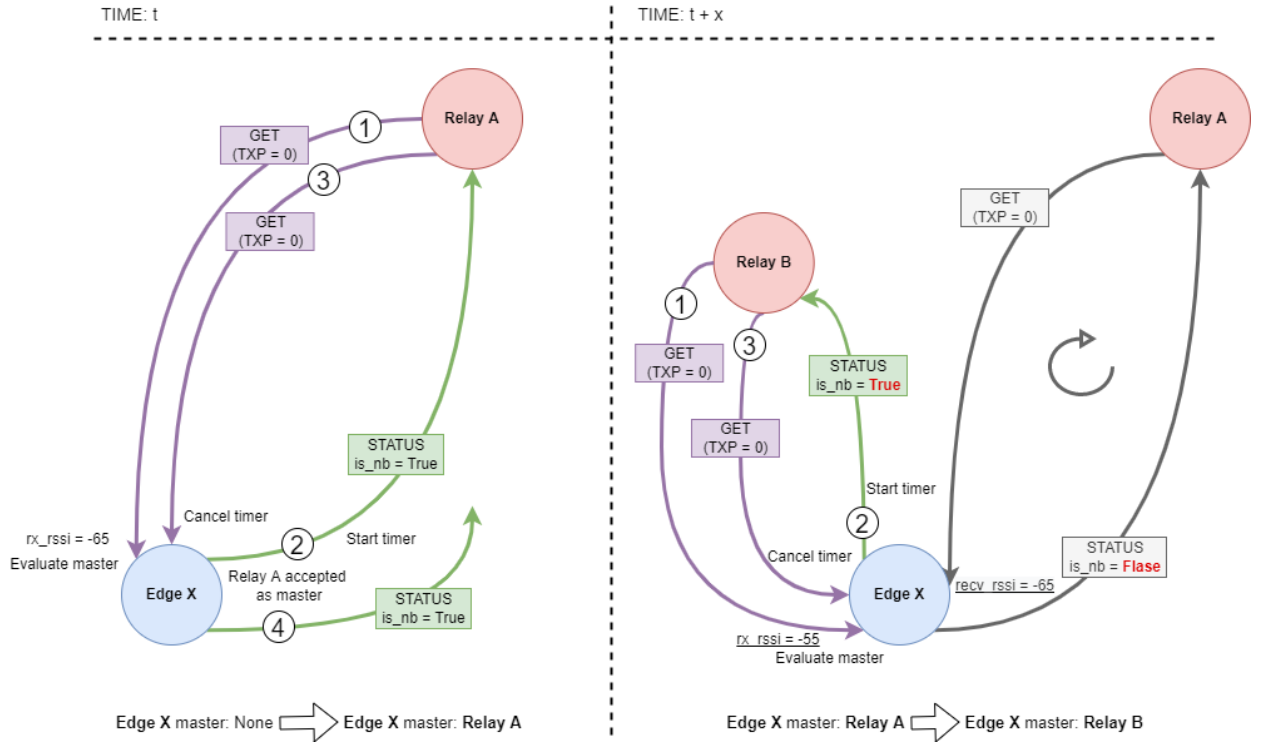 TIME: t
TIME: t + x
Relay A
1
GET
(TXP = 0)
3
GET
(TXP = 0)
STATUS
is_nb = True
Cancel timer
rx_rssi = -65
Evaluate master
2
Start timer
Edge X
Relay A accepted
as master
STATUS
is_nb = True
4
Edge X master: None
Edge X master: Relay A
Relay A
GET
(TXP = 0)
Relay B
1
3
GET
(TXP = 0)
STATUS
is_nb = True
GET
(TXP = 0)
Start timer
2
Cancel timer
STATUS
is_nb = Flase
Edge X
recv_rssi = -65
rx_rssi = -55
Evaluate master
Edge X master: Relay A
Edge X master: Relay B